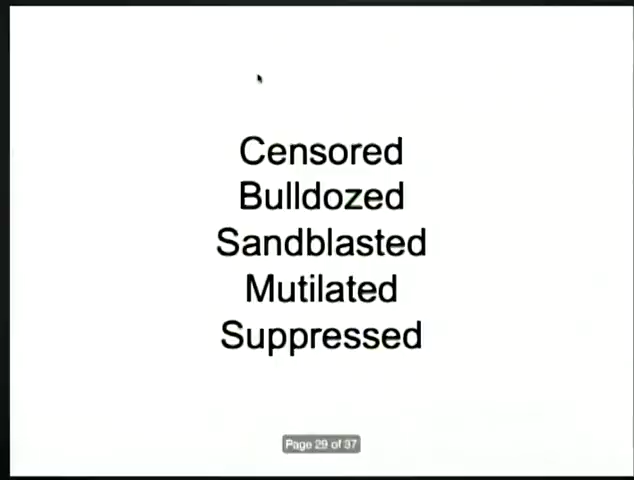 Censored
Bulldozed
Sandblasted
Mutilated
Suppressed
Page 29 of 37